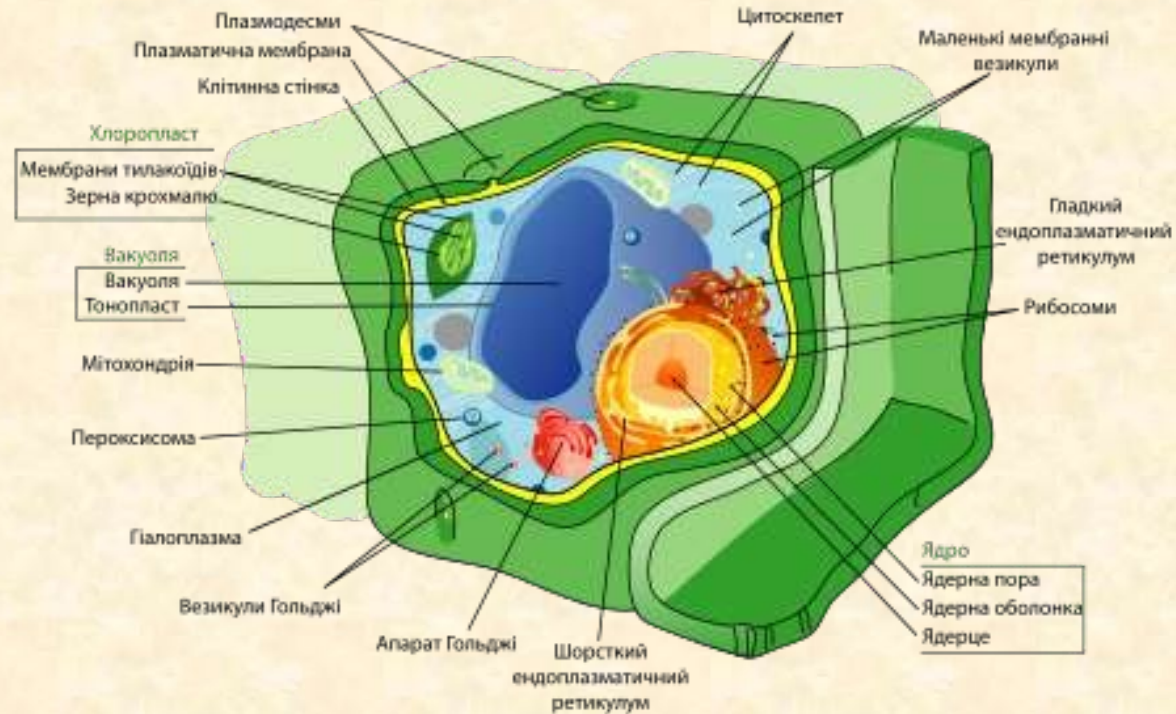 Плазмодесми
Плазматична мембрана
Клітинна стінка
Хлоропласт
Мембрани тилакоїдів
Зерна крохмалю
Вакуоля
Вакуоля
Тонопласт
Мітохондрія
Пероксисома
Гіалоплазма
Везикули Гольджі
Апарат Гольджі
Шорсткий
ендоплазматичний
ретикулум
Цитоскелет
Маленькі мембранні
везикули
Гладкий
ендоплазматичний
ретикулум
Рибосоми
Ядро
Ядерна пора
Ядерна оболонка
Ядерце